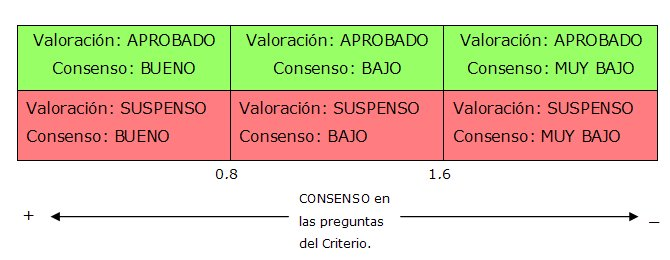 Valoración: APROBADO
Consenso: BUENO
Valoración: APROBADO
Consenso: BAJO
Valoración: APROBADO
Consenso: MUY BAJO
Valoración: SUSPENSO
Consenso: BUENO
Valoración: SUSPENSO
Consenso: BAJO
Valoración: SUSPENSO
Consenso: MUY BAJO
0.8
1.6
+
CONSENSO en
las preguntas
del Criterio.
_